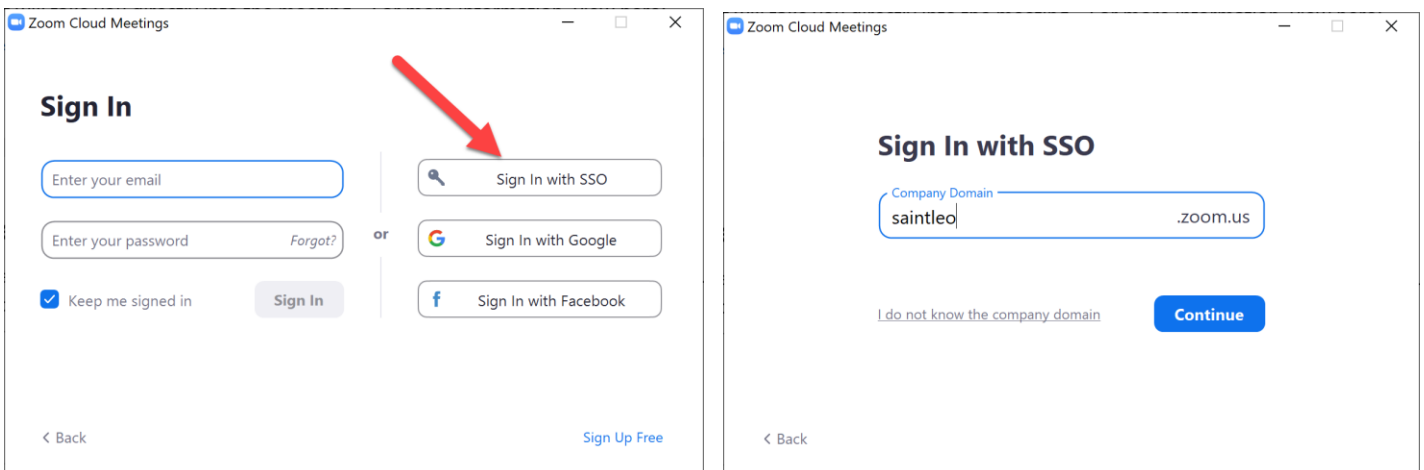 Zoom Cloud Meetings
Sign In
Enter your email
Enter your password Forgot?
Keep me signed in
Sign In
or
Sign In with SSO
Sign In with Google
Sign In with Facebook
Back
Sign Up Free
Zoom Cloud Meetings
Sign In with SSO
Company Domain
saintleo .zoom.us
I do not know the company domain
Continue
Back